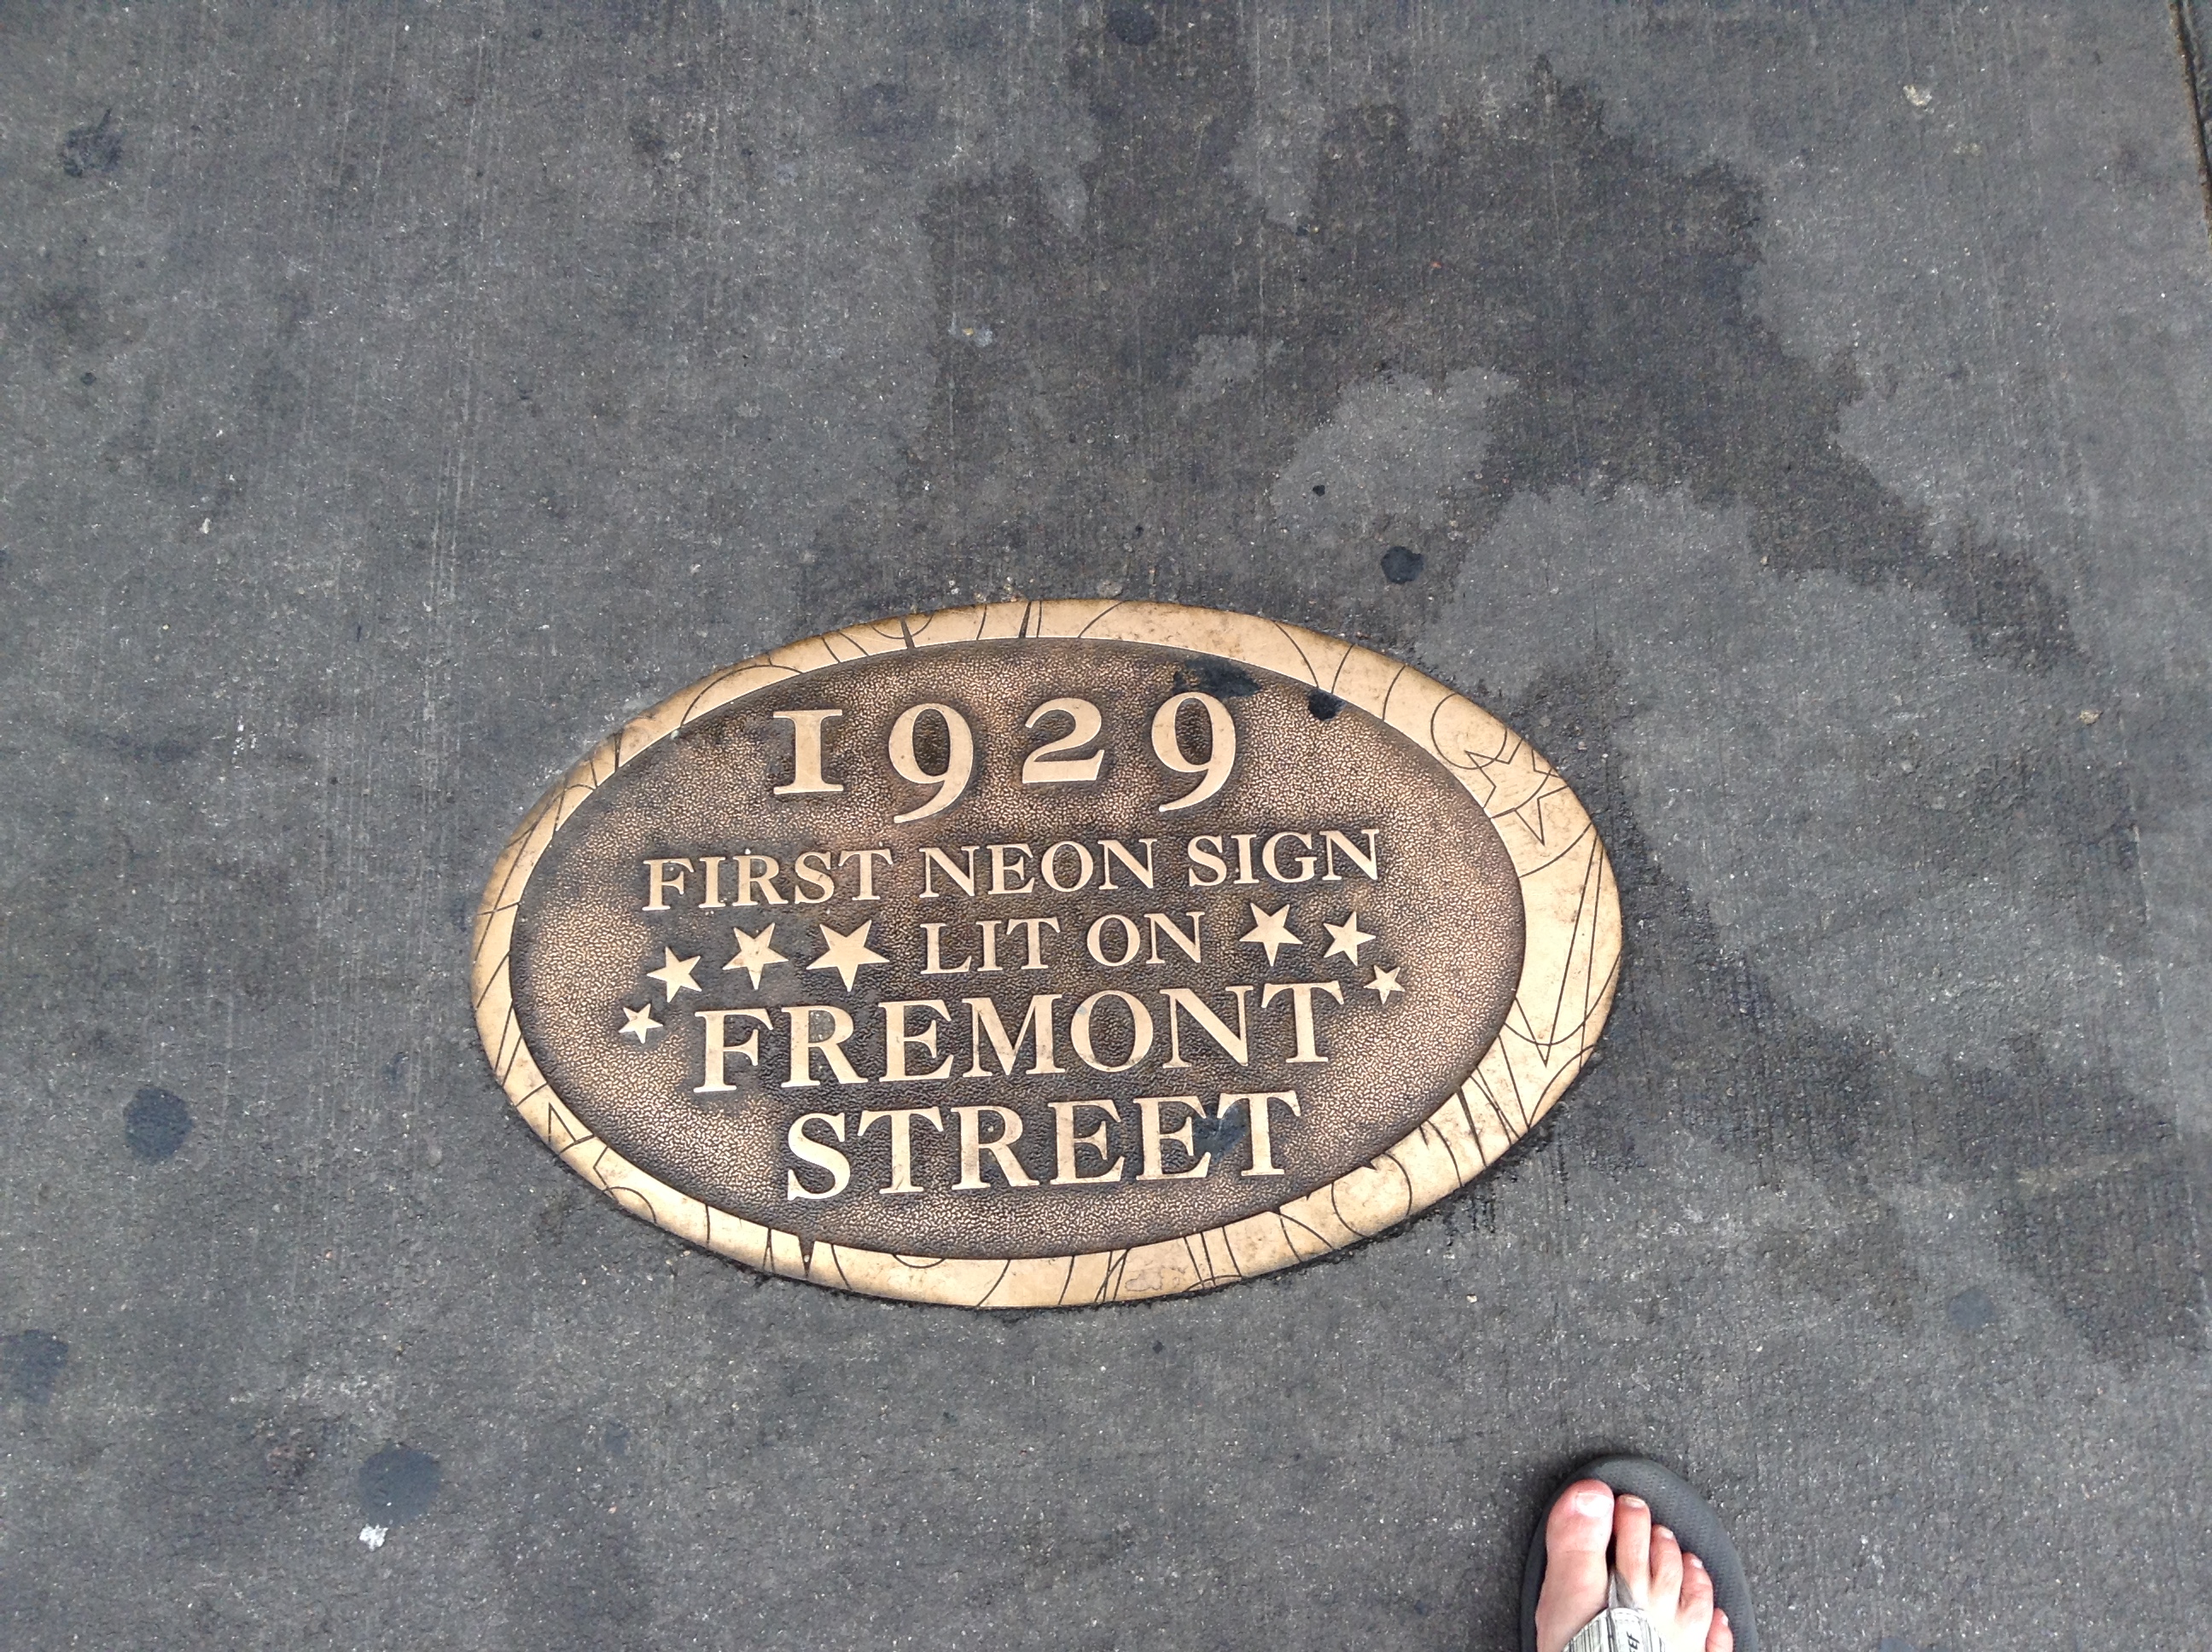 1929
FIRST NEON SIGN
LIT ON
FREMONT
STREET